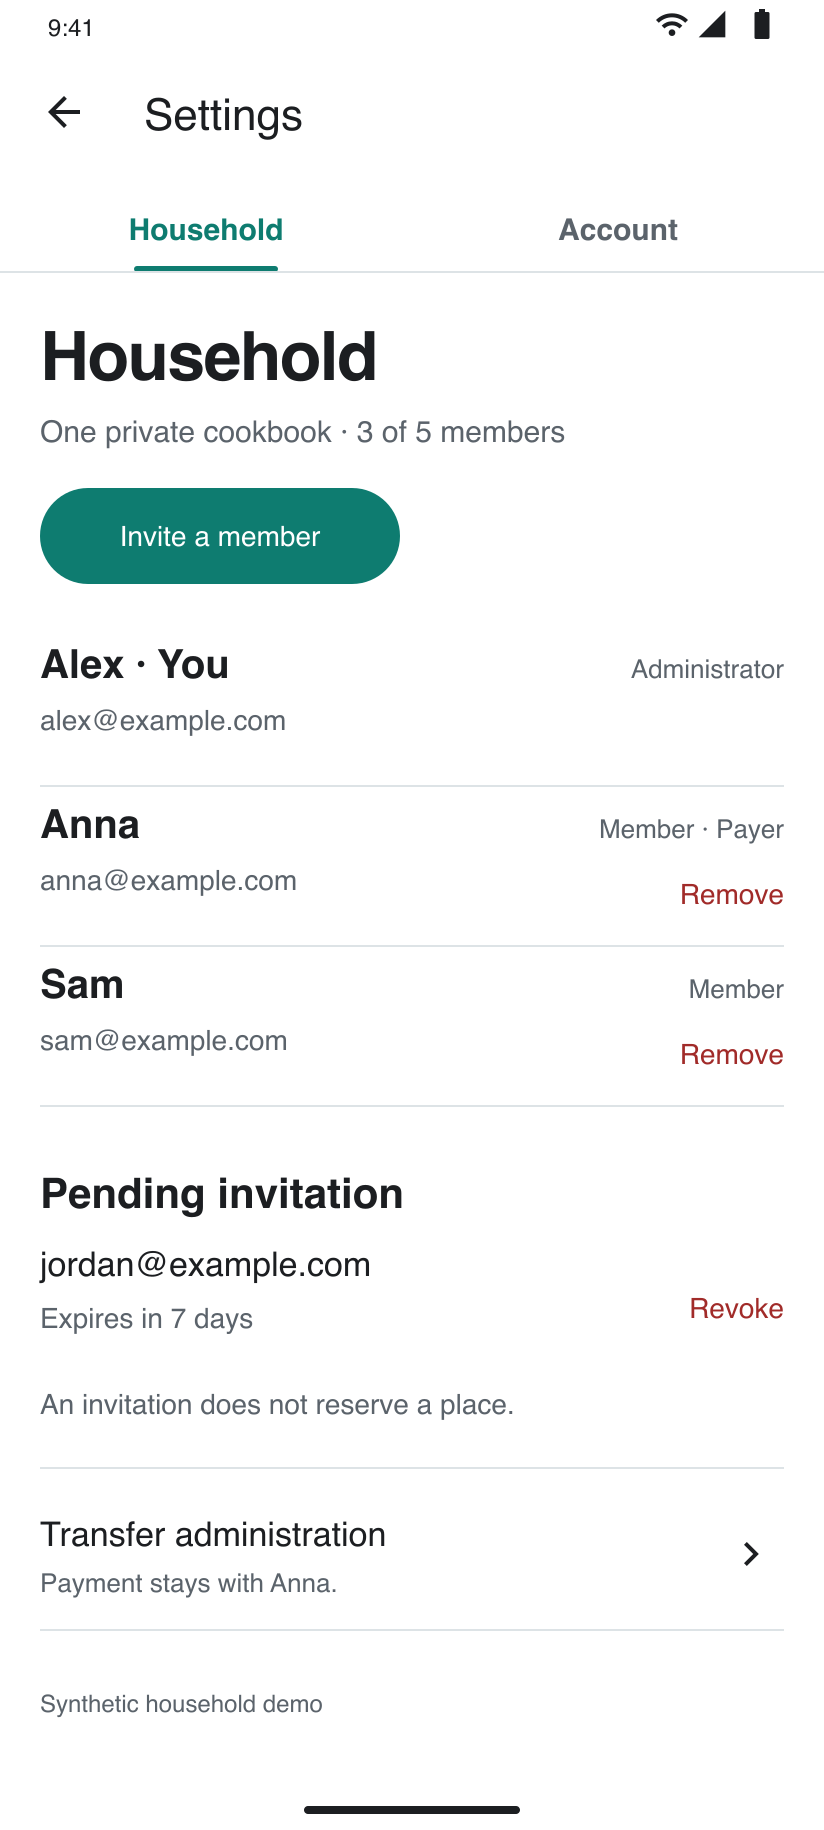 9:41
Settings
Household
Account
Household
One private cookbook · 3 of 5 members
Invite a member
Alex · You
Administrator
alex@example.com
Anna
Member · Payer
anna@example.com
Remove
Sam
Member
sam@example.com
Remove
Pending invitation
jordan@example.com
Expires in 7 days
Revoke
An invitation does not reserve a place.
Transfer administration
Payment stays with Anna.
Synthetic household demo